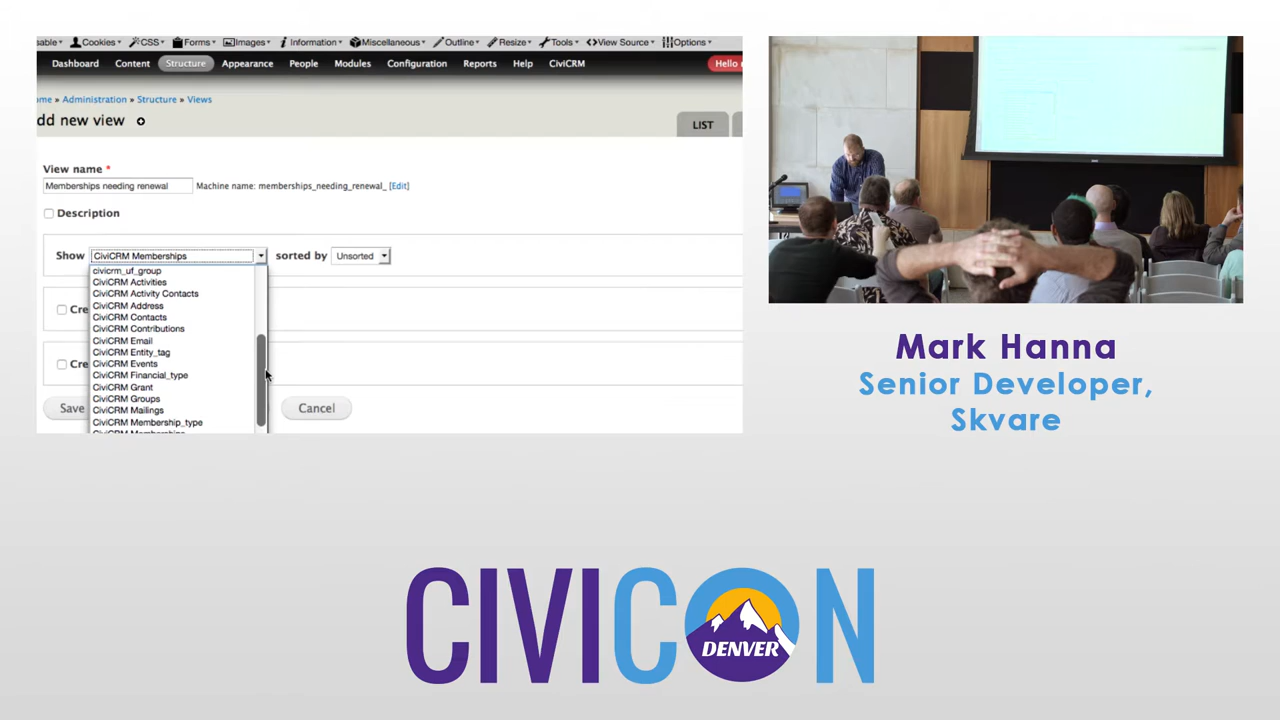 sable▾ Cookies▾ CSS▾ Forms▾ Images▾ Information▾ Miscellaneous▾ Outline▾ Resize▾ Tools▾ View Source▾ Options▾
Dashboard Content Structure Appearance People Modules Configuration Reports Help CiviCRM Hello
ome » Administration » Structure » Views
dd new view
LIST
View name *
Memberships needing renewal Machine name: memberships_needing_renewal_ [Edit]
Description
Show CiviCRM Memberships sorted by Unsorted
civicrm_uf_group
CiviCRM Activities
CiviCRM Activity Contacts
CiviCRM Address
Cre CiviCRM Contacts
CiviCRM Contributions
CiviCRM Email
CiviCRM Entity_tag
Cre CiviCRM Events
CiviCRM Financial_type
CiviCRM Grant
CiviCRM Groups
Save CiviCRM Mailings Cancel
CiviCRM Membership_type
CiviCRM Memberships
Mark Hanna
Senior Developer,
Skvare
CIVICON
DENVER